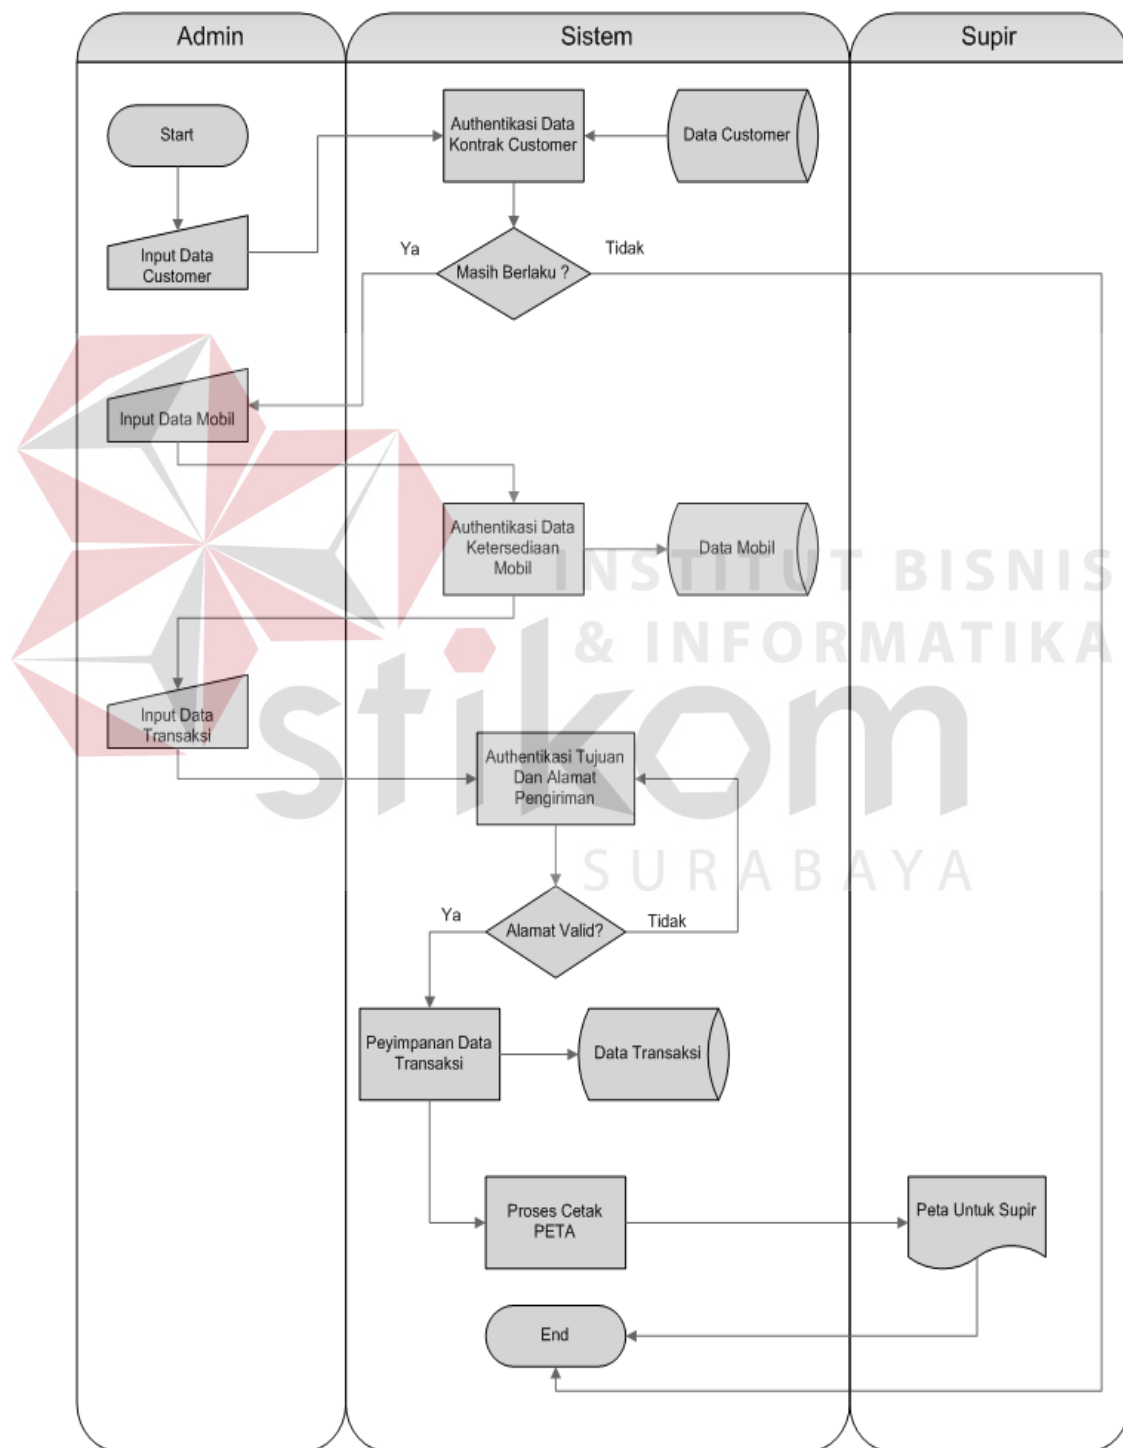 Admin
Sistem
Supir
Start
Authentikasi Data
Kontrak Customer
Data Customer
Input Data
Customer
Ya
Masih Berlaku ?
Tidak
Input Data Mobil
Authentikasi Data
Ketersediaan
Mobil
Data Mobil
INSTITUT BISNIS
& INFORMATIKA
stikom
SURABAYA
Input Data
Transaksi
Authentikasi Tujuan
Dan Alamat
Pengiriman
Ya
Alamat Valid?
Tidak
Peyimpanan Data
Transaksi
Data Transaksi
Proses Cetak
PETA
Peta Untuk Supir
End